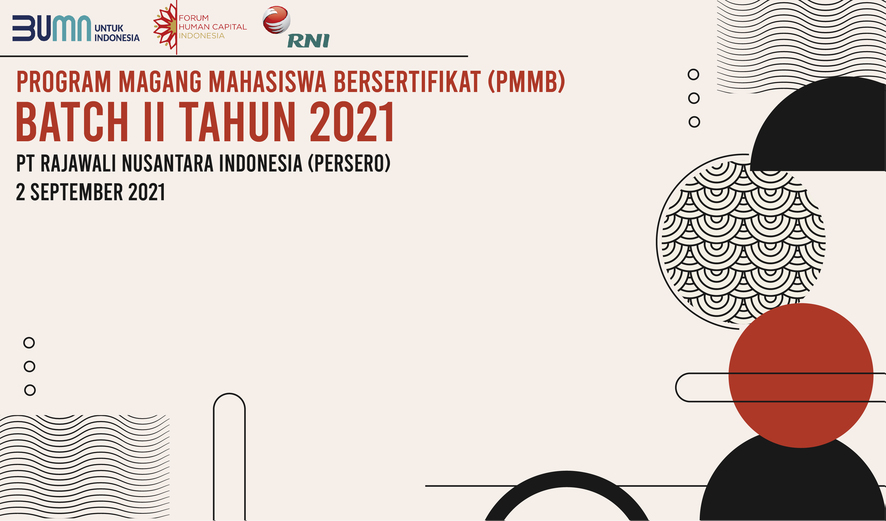 BUMN UNTUK INDONESIA
FORUM HUMAN CAPITAL INDONESIA
RNI
PROGRAM MAGANG MAHASISWA BERSERTIFIKAT (PMMB)
BATCH II TAHUN 2021
PT RAJAWALI NUSANTARA INDONESIA (PERSERO)
2 SEPTEMBER 2021